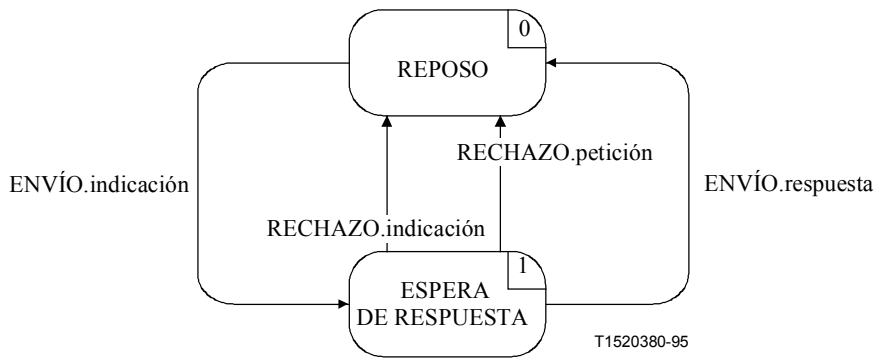 0
REPOSO
RECHAZO.petición
ENVÍO.indicación
ENVÍO.respuesta
RECHAZO.indicación
1
ESPERA
DE RESPUESTA
T1520380-95